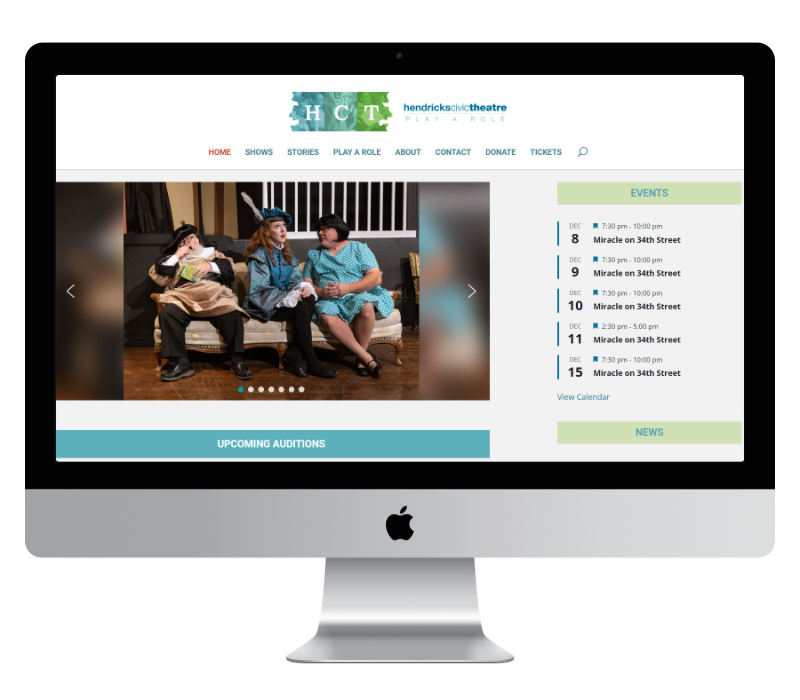 H C T
hendrickscivictheatre
PLAY A ROLE
HOME SHOWS STORIES PLAY A ROLE ABOUT CONTACT DONATE TICKETS
EVENTS
DEC 7:30 pm - 10:00 pm
8 Miracle on 34th Street
DEC 7:30 pm - 10:00 pm
9 Miracle on 34th Street
DEC 7:30 pm - 10:00 pm
10 Miracle on 34th Street
DEC 2:30 pm - 5:00 pm
11 Miracle on 34th Street
DEC 7:30 pm - 10:00 pm
15 Miracle on 34th Street
View Calendar
UPCOMING AUDITIONS
NEWS